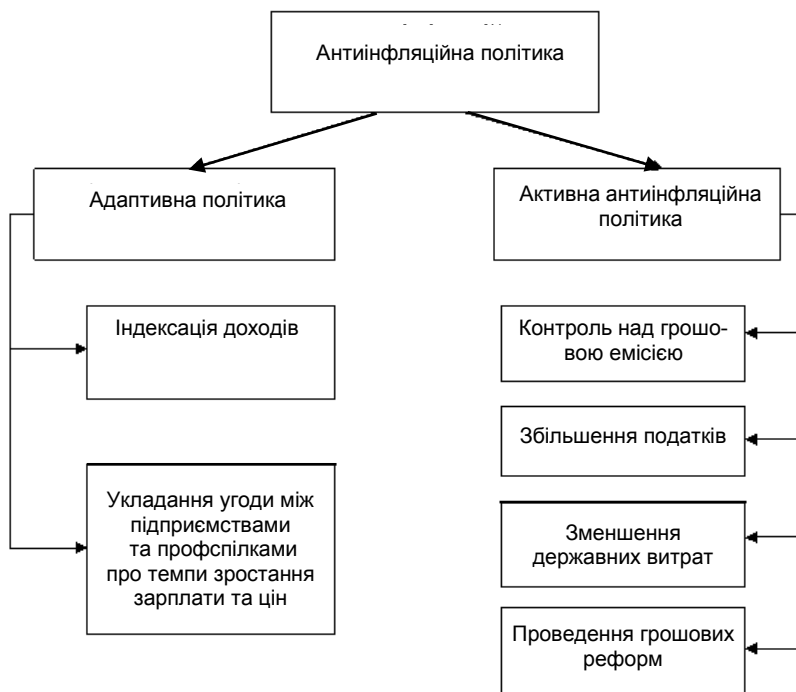 Антиінфляційна політика
Адаптивна політика
Активна антиінфляційна
політика
Індексація доходів
Контроль над грошо-
вою емісією
Збільшення податків
Укладання угоди між
підприємствами
та профспілками
про темпи зростання
зарплати та цін
Зменшення
державних витрат
Проведення грошових
реформ